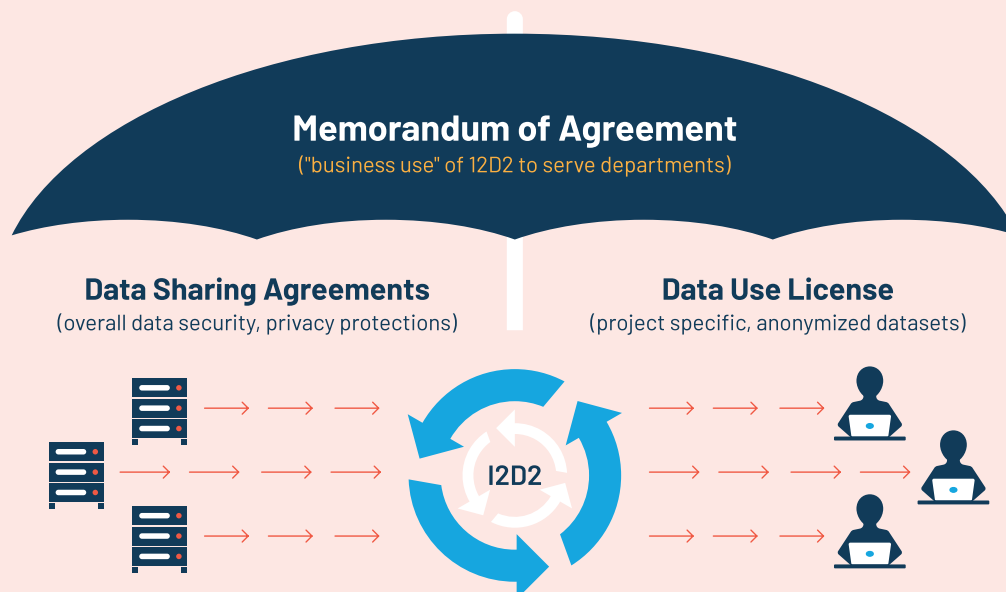 Memorandum of Agreement
("business use" of I2D2 to serve departments)
Data Sharing Agreements
(overall data security, privacy protections)
Data Use License
(project specific, anonymized datasets)
I2D2